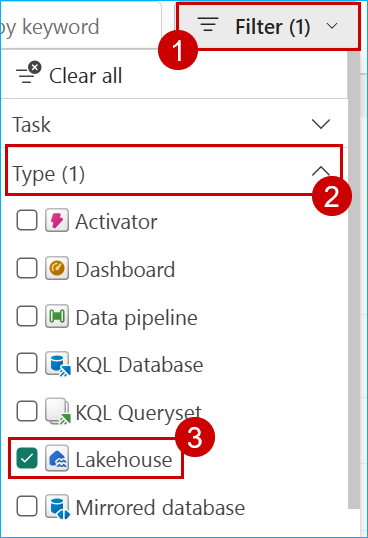 by keyword
Filter (1)
1
Clear all
Task
Type (1)
2
Activator
Dashboard
Data pipeline
KQL Database
KQL Queryset
3
Lakehouse
Mirrored database